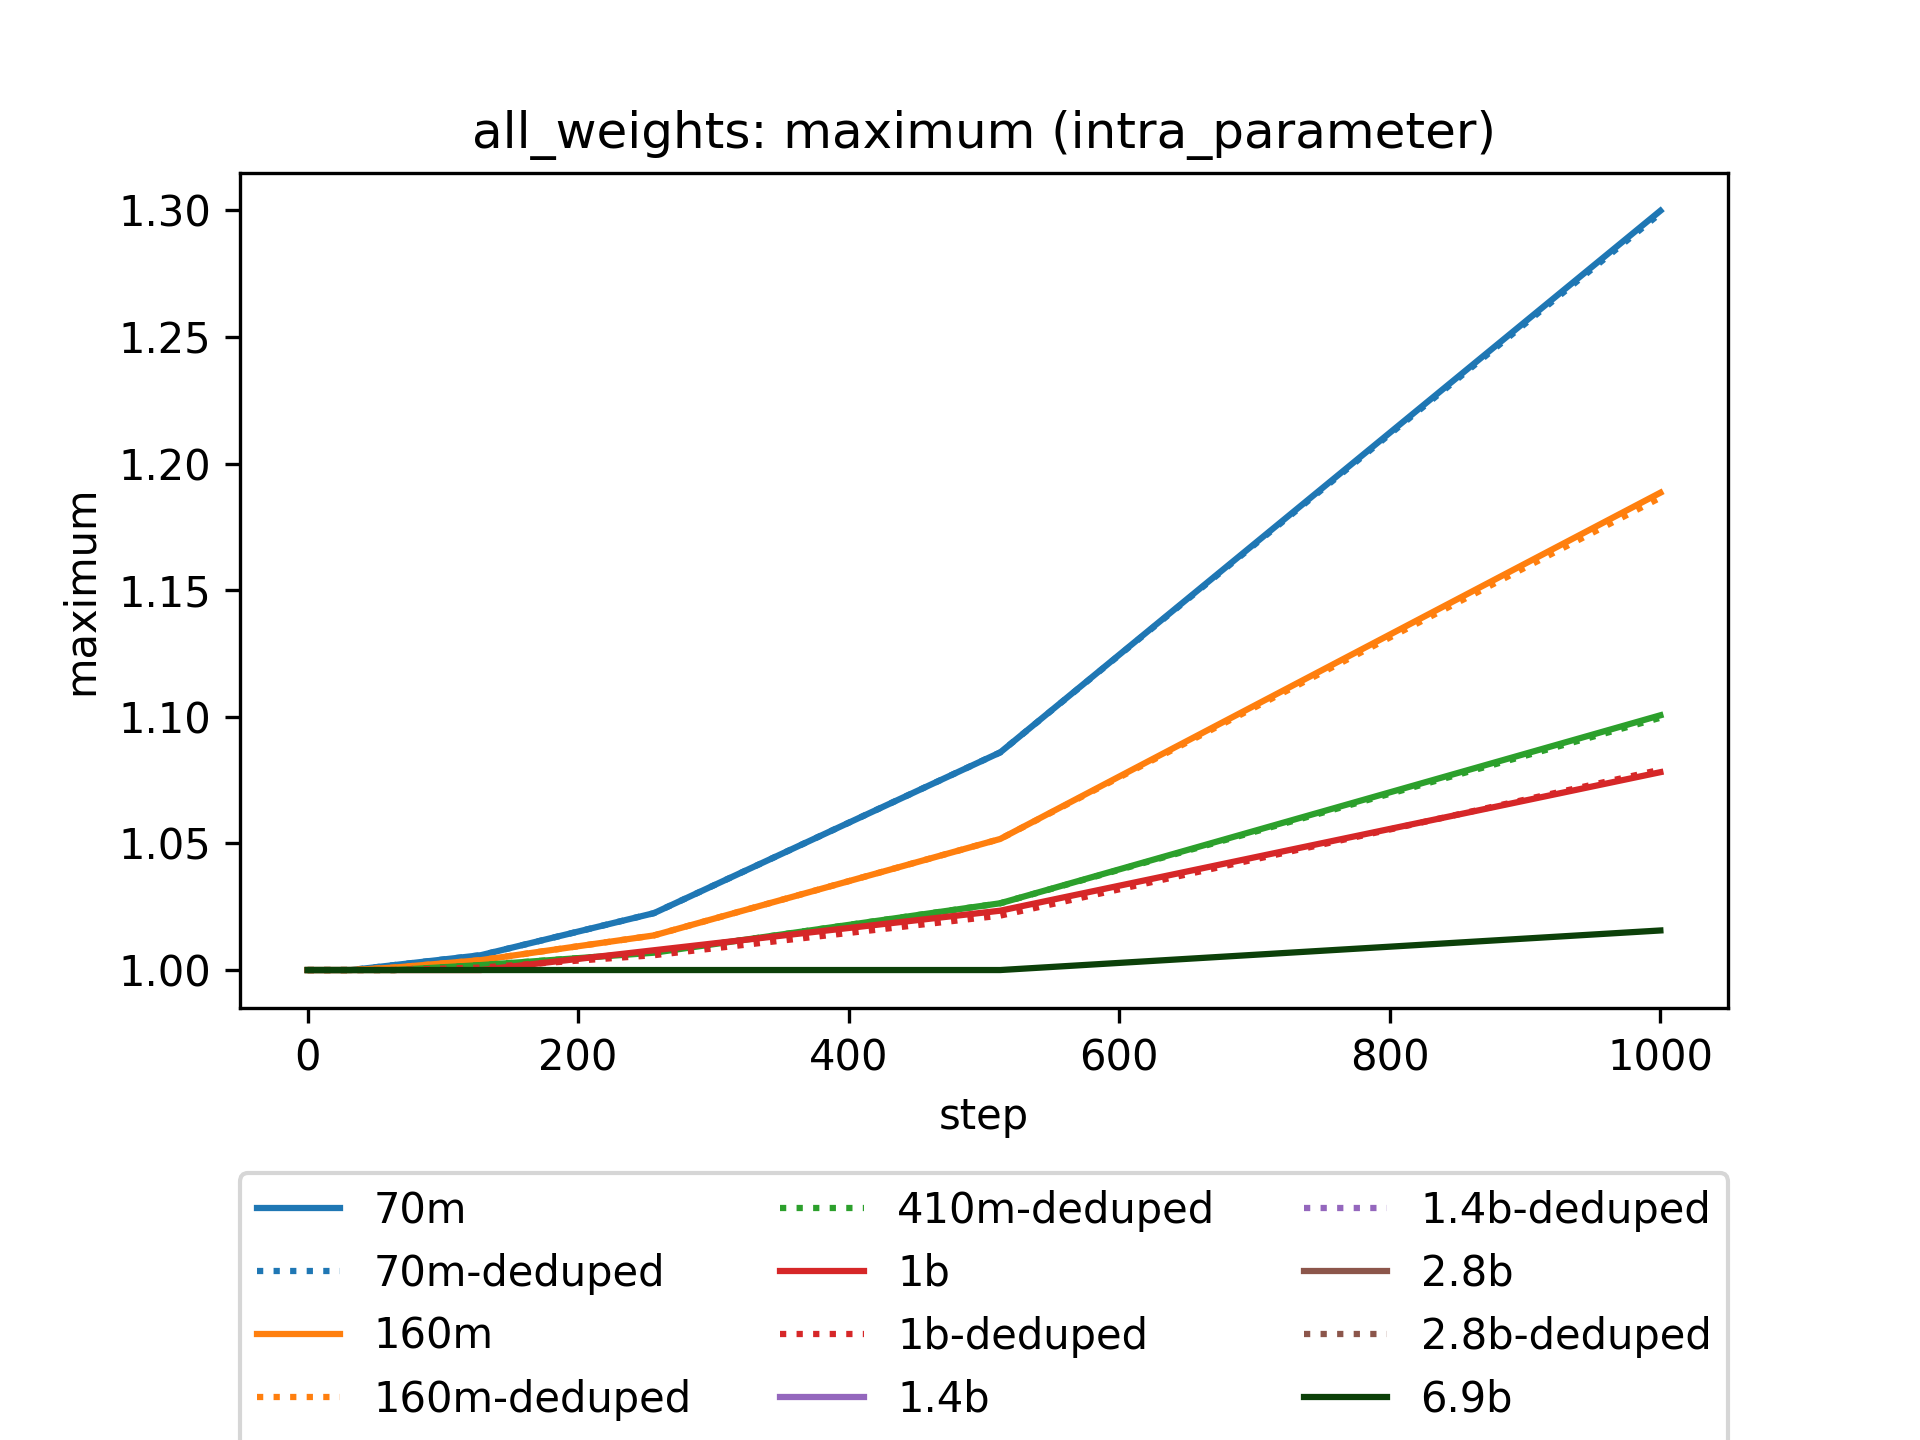 all_weights: maximum (intra_parameter)
maximum
1.30
1.25
1.20
1.15
1.10
1.05
1.00
0 200 400 600 800 1000
step
70m 410m-deduped 1.4b-deduped
70m-deduped 1b 2.8b
160m 1b-deduped 2.8b-deduped
160m-deduped 1.4b 6.9b